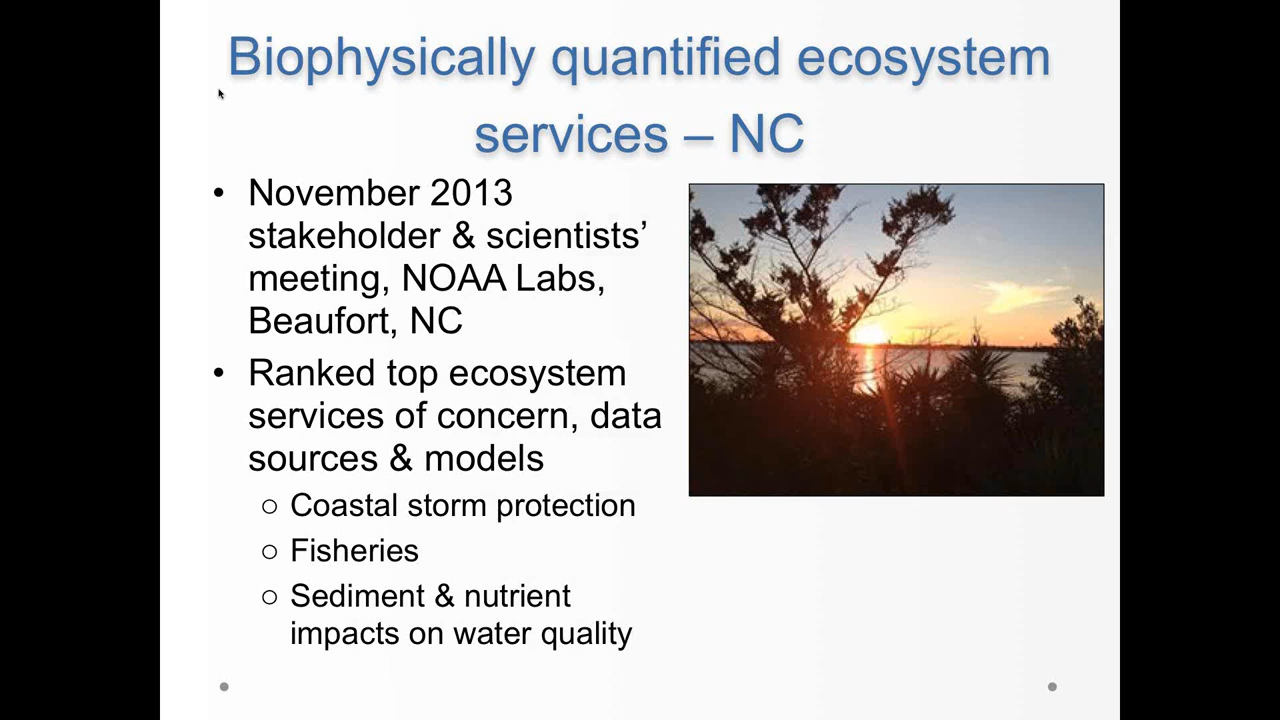 Biophysically quantified ecosystem
services – NC
• November 2013
stakeholder & scientists’
meeting, NOAA Labs,
Beaufort, NC
• Ranked top ecosystem
services of concern, data
sources & models
○ Coastal storm protection
○ Fisheries
○ Sediment & nutrient
impacts on water quality